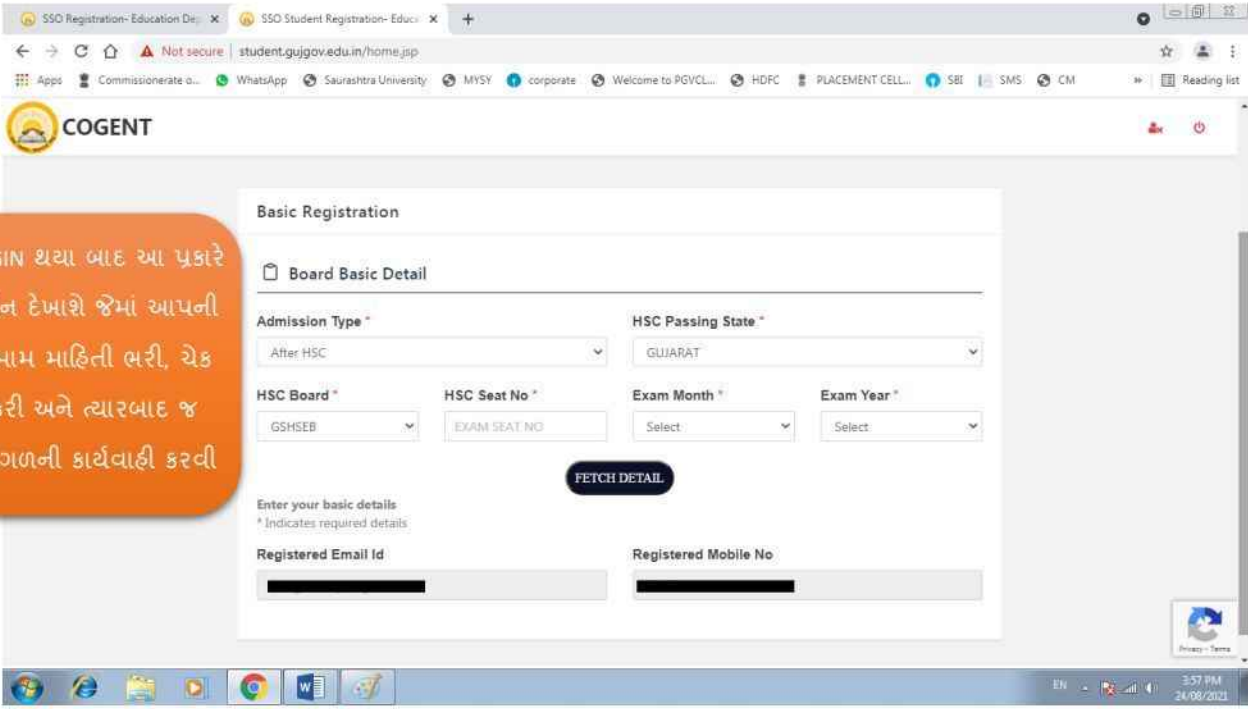 SSO Registration- Education De
SSO Student Registration- Educa
Not secure student.gujgov.edu.in/home.jsp
Apps Commissionerate o... WhatsApp Saurashtra University MYSY corporate Welcome to PGVCL... HDFC PLACEMENT CELL... SBI SMS CM » Reading list
COGENT
Basic Registration
થયા બાદ આ પ્રકારે
દેખાશે જેમાં આપની
માહિતી ભરી, ચેક
અને ત્યારબાદ જ
કાર્યવાહી કરવી
Board Basic Detail
Admission Type * HSC Passing State *
After HSC GUJARAT
HSC Board * HSC Seat No * Exam Month * Exam Year *
GSHSEB EXAM SEAT NO Select Select
FETCH DETAIL
Enter your basic details
* Indicates required details
Registered Email Id Registered Mobile No
Privacy - Terms
EN 3:57 PM
24/08/2021